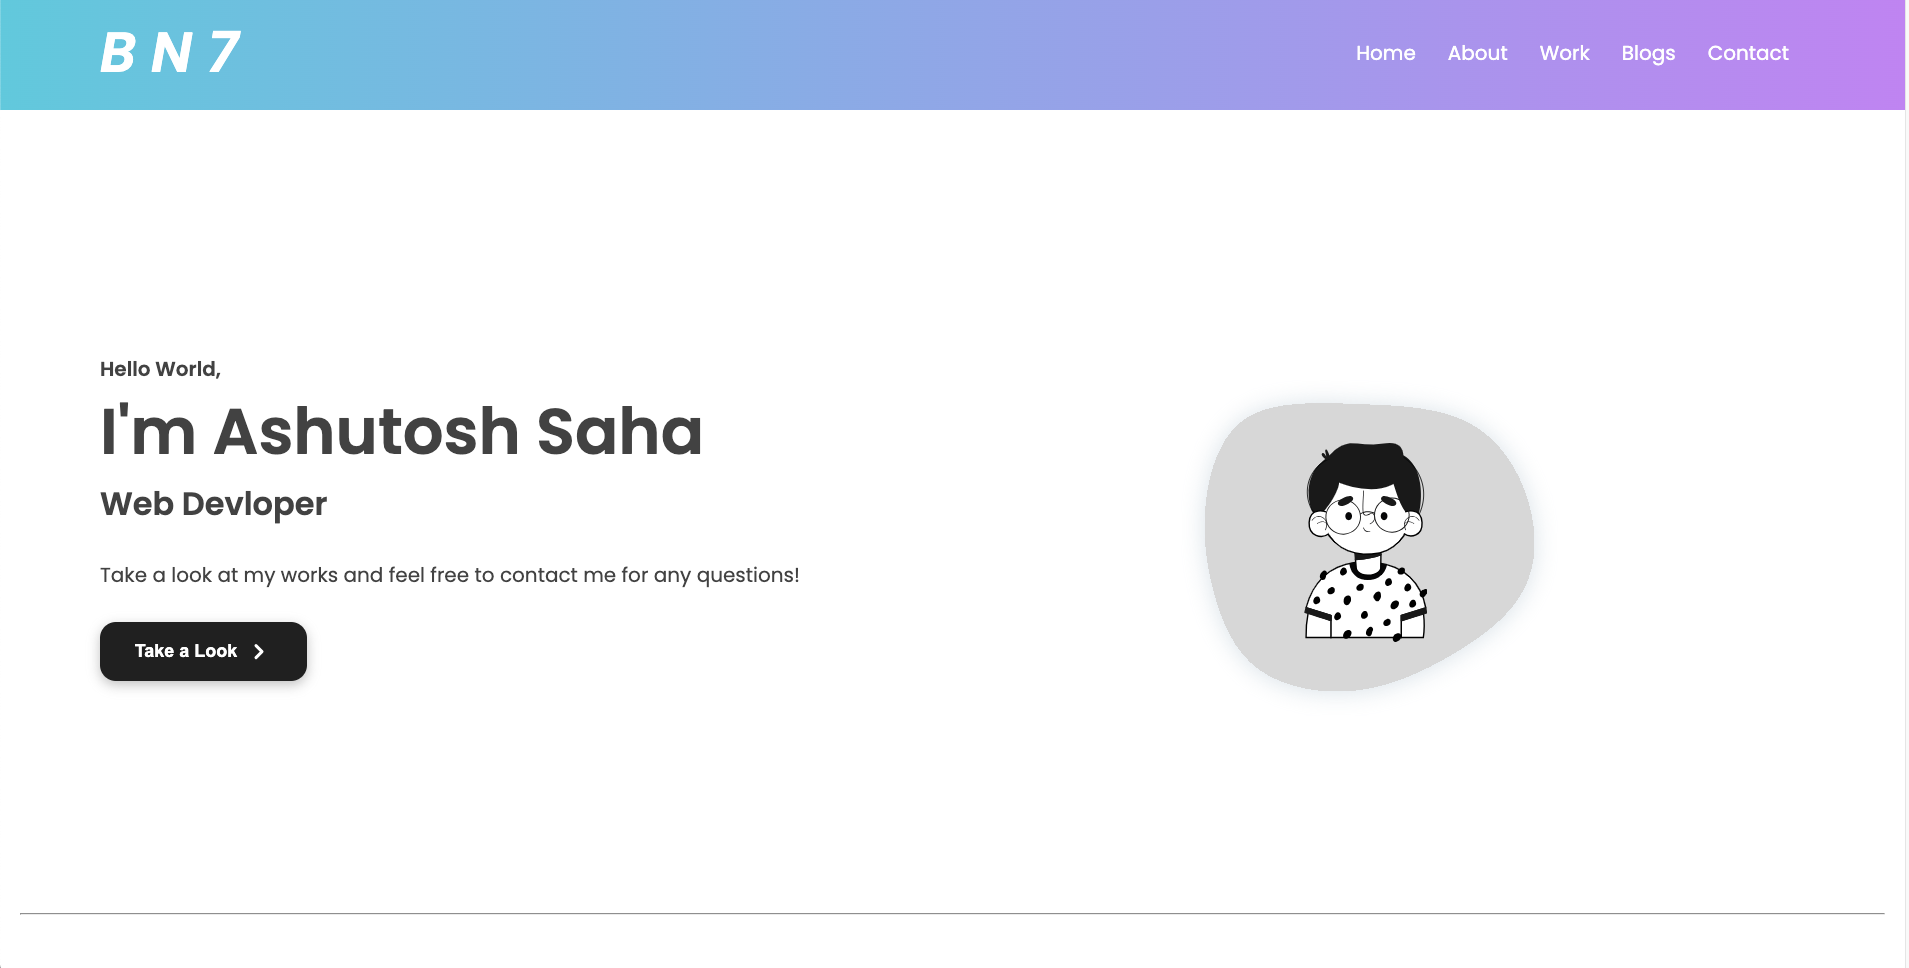 B N 7
Home About Work Blogs Contact
Hello World,
I'm Ashutosh Saha
Web Devloper
Take a look at my works and feel free to contact me for any questions!
Take a Look